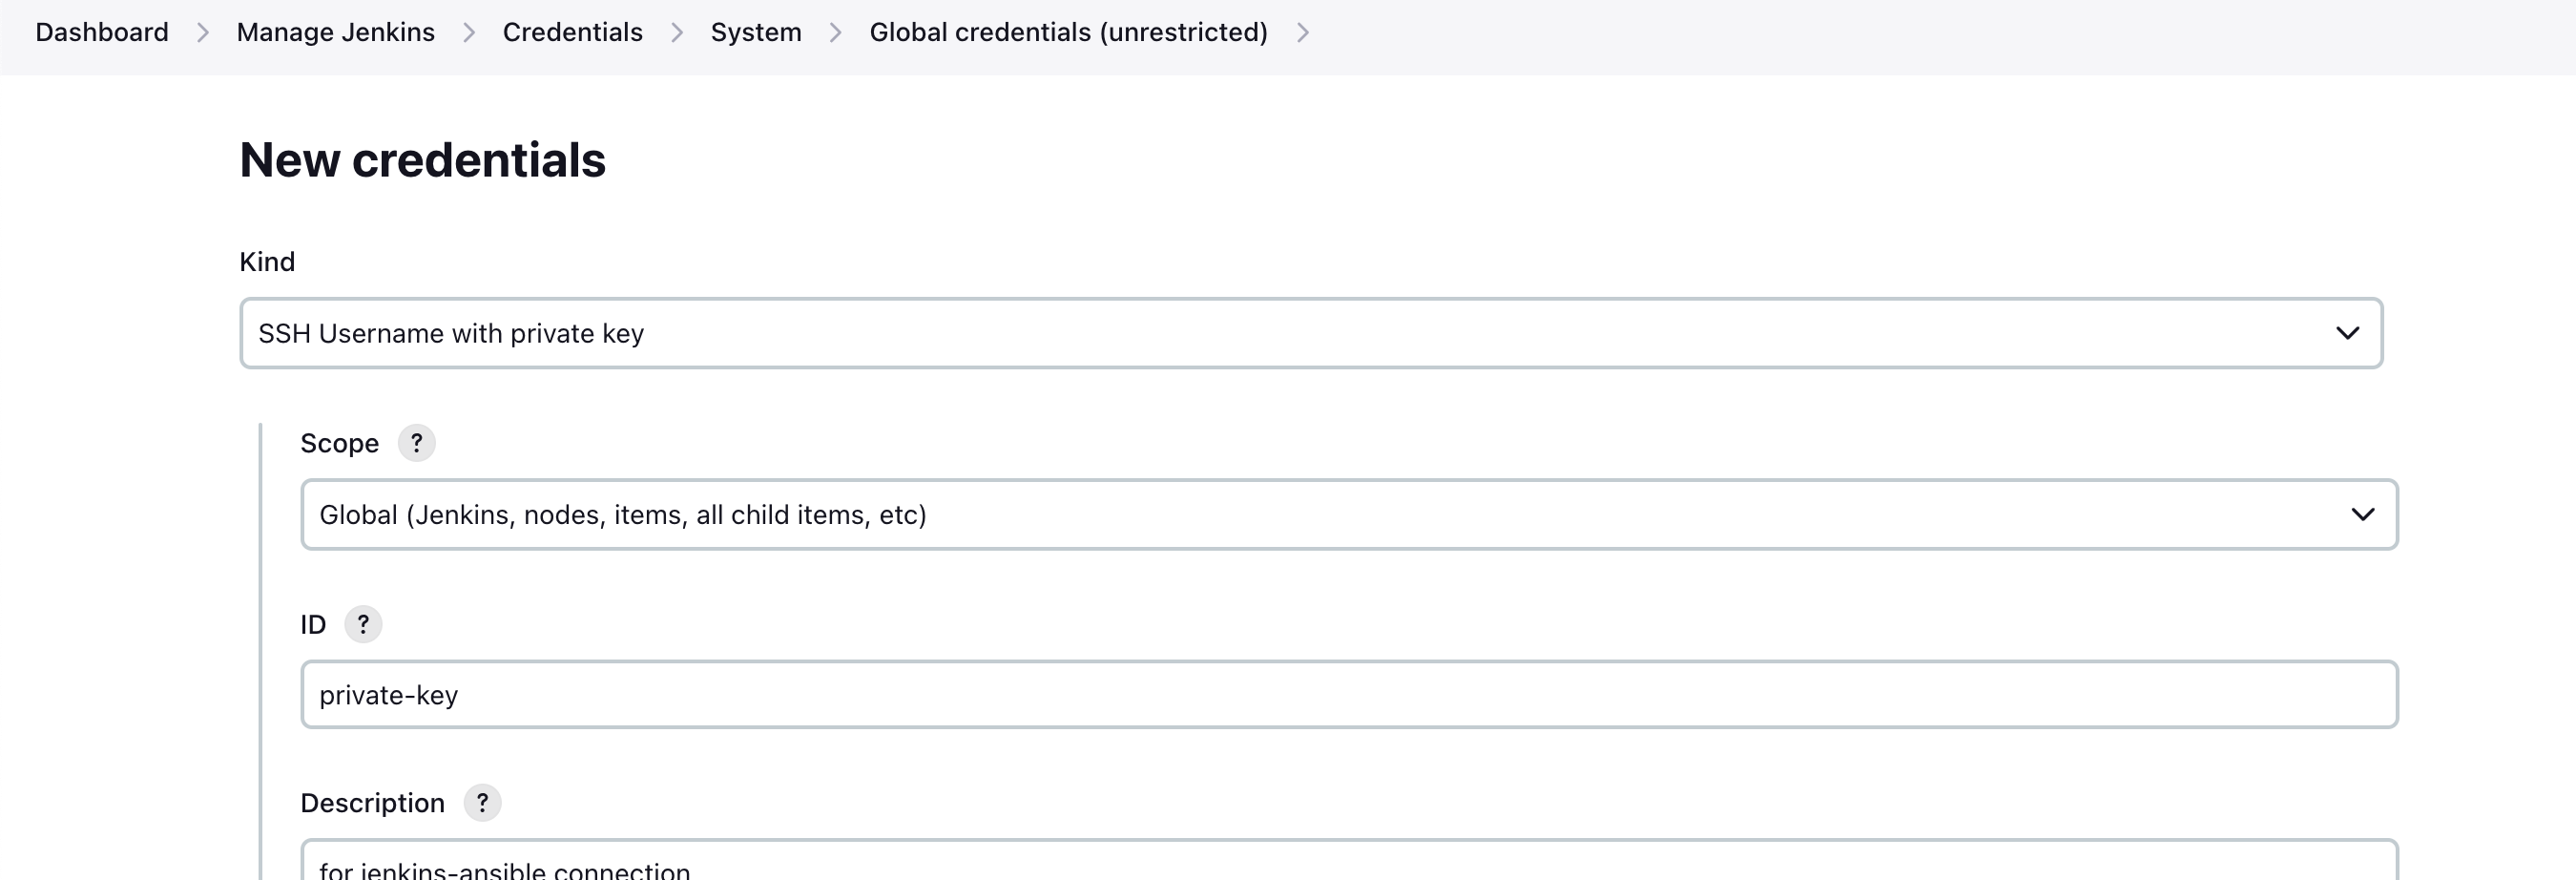 Dashboard > Manage Jenkins > Credentials > System > Global credentials (unrestricted) >
New credentials
Kind
SSH Username with private key
Scope ?
Global (Jenkins, nodes, items, all child items, etc)
ID ?
private-key
Description ?
for jenkins-ansible connection